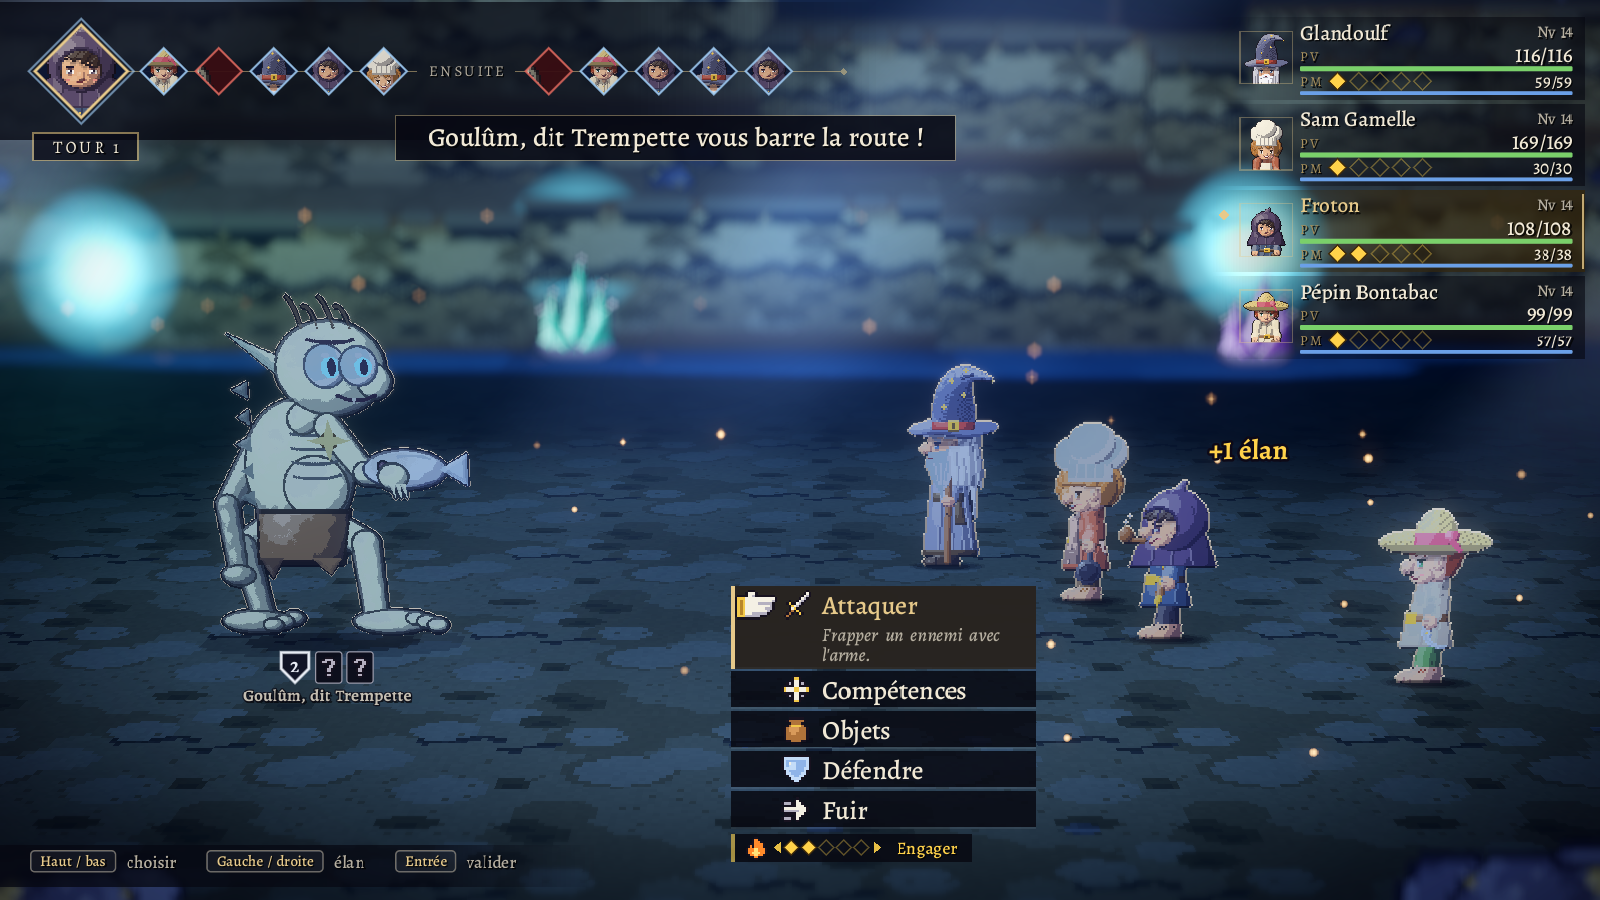 ENSUITE
TOUR 1
Goulûm, dit Trempette vous barre la route !
Glandoulf Nv 14
PV 116/116
PM 59/59
Sam Gamelle Nv 14
PV 169/169
PM 30/30
Froton Nv 14
PV 108/108
PM 38/38
Pépin Bontabac Nv 14
PV 99/99
PM 57/57
+1 élan
2 ? ?
Goulûm, dit Trempette
Attaquer
Frapper un ennemi avec
l'arme.
Compétences
Objets
Défendre
Fuir
Engager
Haut / bas choisir Gauche / droite élan Entrée valider